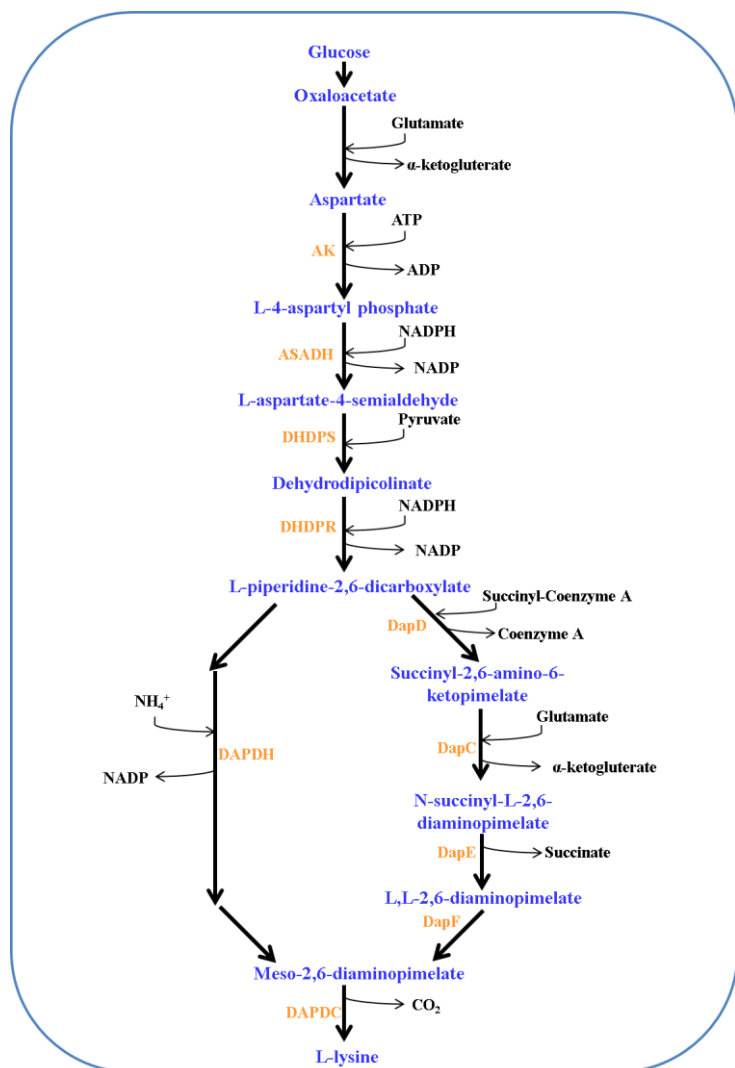 Glucose
Oxaloacetate
Glutamate
α-ketogluterate
Aspartate
ATP
AK
ADP
L-4-aspartyl phosphate
NADPH
ASADH
NADP
L-aspartate-4-semialdehyde
Pyruvate
DHDPS
Dehydrodipicolinate
NADPH
DHDPR
NADP
L-piperidine-2,6-dicarboxylate
Succinyl-Coenzyme A
DapD
Coenzyme A
Succinyl-2,6-amino-6-
ketopimelate
NH₄⁺
Glutamate
DAPDH
DapC
NADP
α-ketogluterate
N-succinyl-L-2,6-
diaminopimelate
DapE
Succinate
L,L-2,6-diaminopimelate
DapF
Meso-2,6-diaminopimelate
DAPDC
CO₂
L-lysine